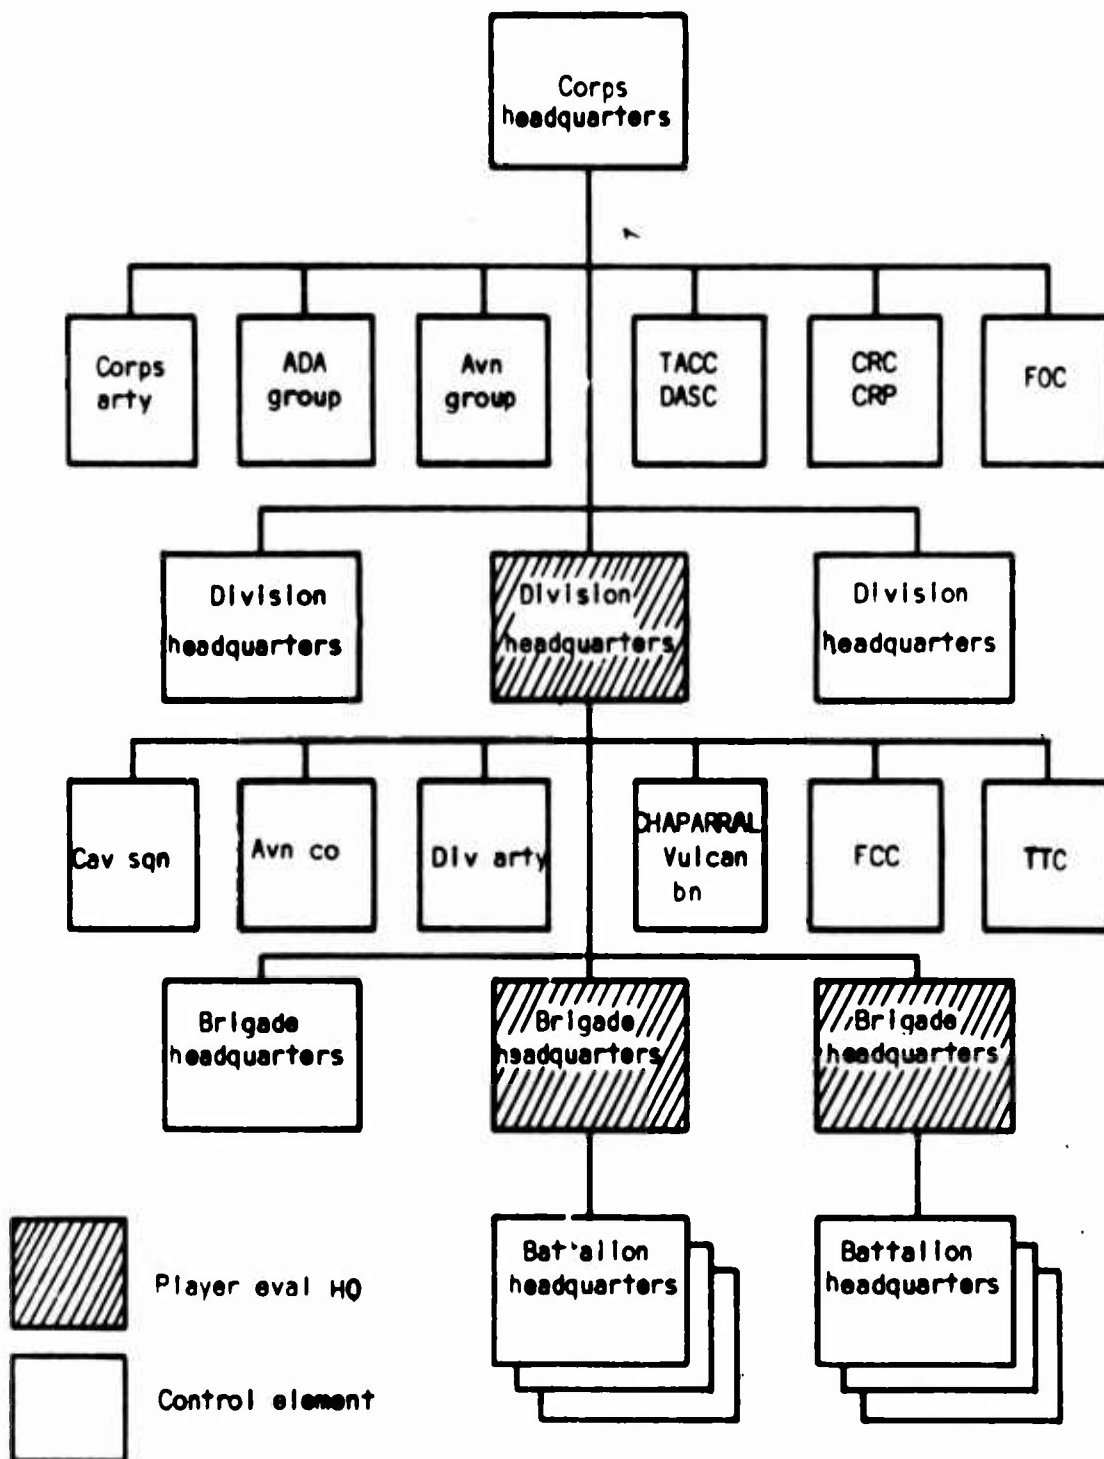 Corps
headquarters
Corps
arty
ADA
group
Avn
group
TACC
DASC
CRC
CRP
FOC
Division
headquarters
Division
headquarters
Division
headquarters
Cav sqn
Avn co
Div arty
CHAPARRAL
Vulcan
bn
FCC
TTC
Brigade
headquarters
Brigade
headquarters
Brigade
headquarters
Battalion
headquarters
Battalion
headquarters
Player eval HQ
Control element